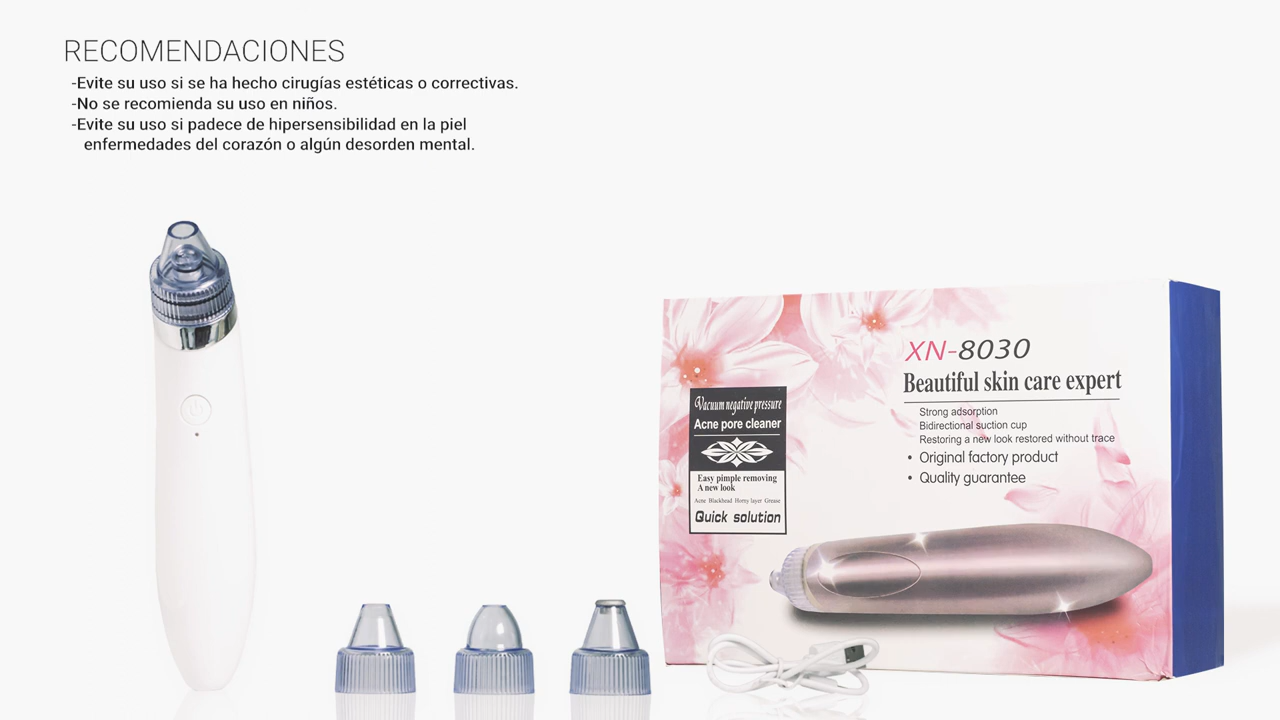 RECOMENDACIONES
-Evite su uso si se ha hecho cirugías estéticas o correctivas.
-No se recomienda su uso en niños.
-Evite su uso si padece de hipersensibilidad en la piel
enfermedades del corazón o algún desorden mental.
XN-8030
Beautiful skin care expert
Strong adsorption
Bidirectional suction cup
Restoring a new look restored without trace
• Original factory product
• Quality guarantee
Vacuum negative pressure
Acne pore cleaner
Easy pimple removing
A new look
Acne Blackhead Horny layer Grease
Quick solution